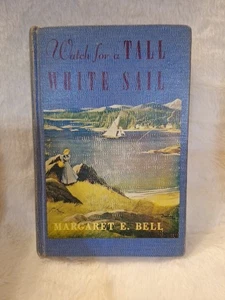 Watch for a TALL
WHITE SAIL
MARGARET E. BELL